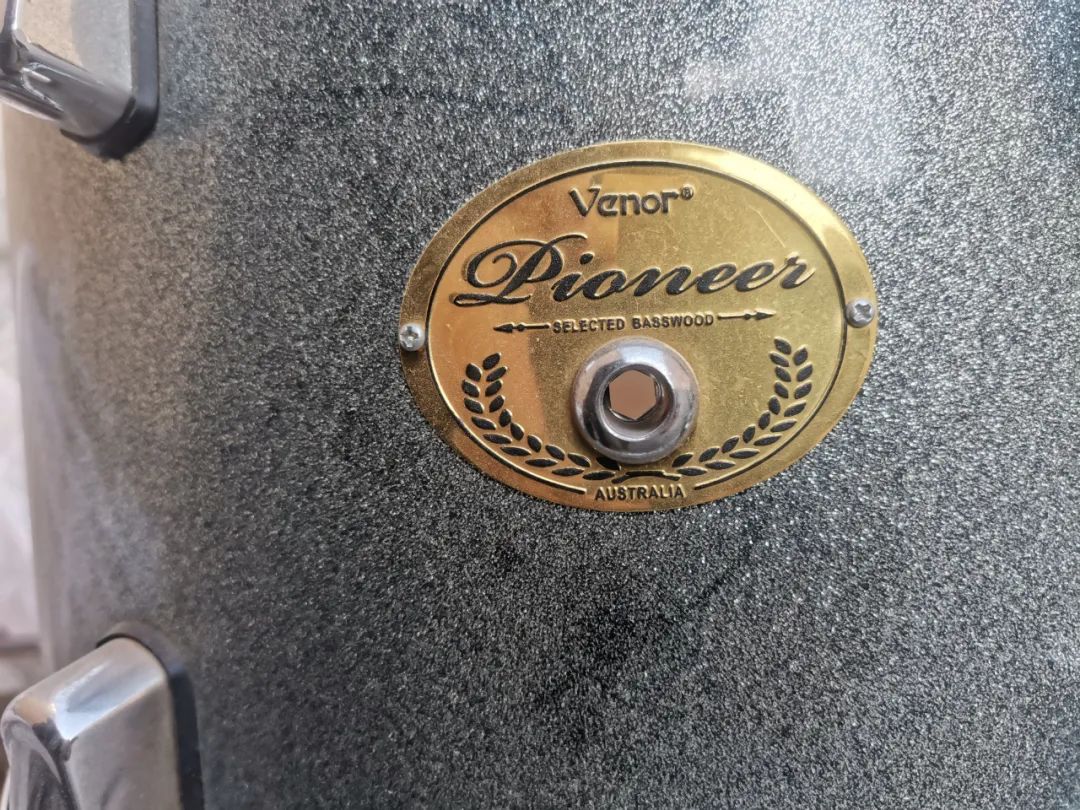 Venor®
Pioneer
SELECTED BASSWOOD
AUSTRALIA